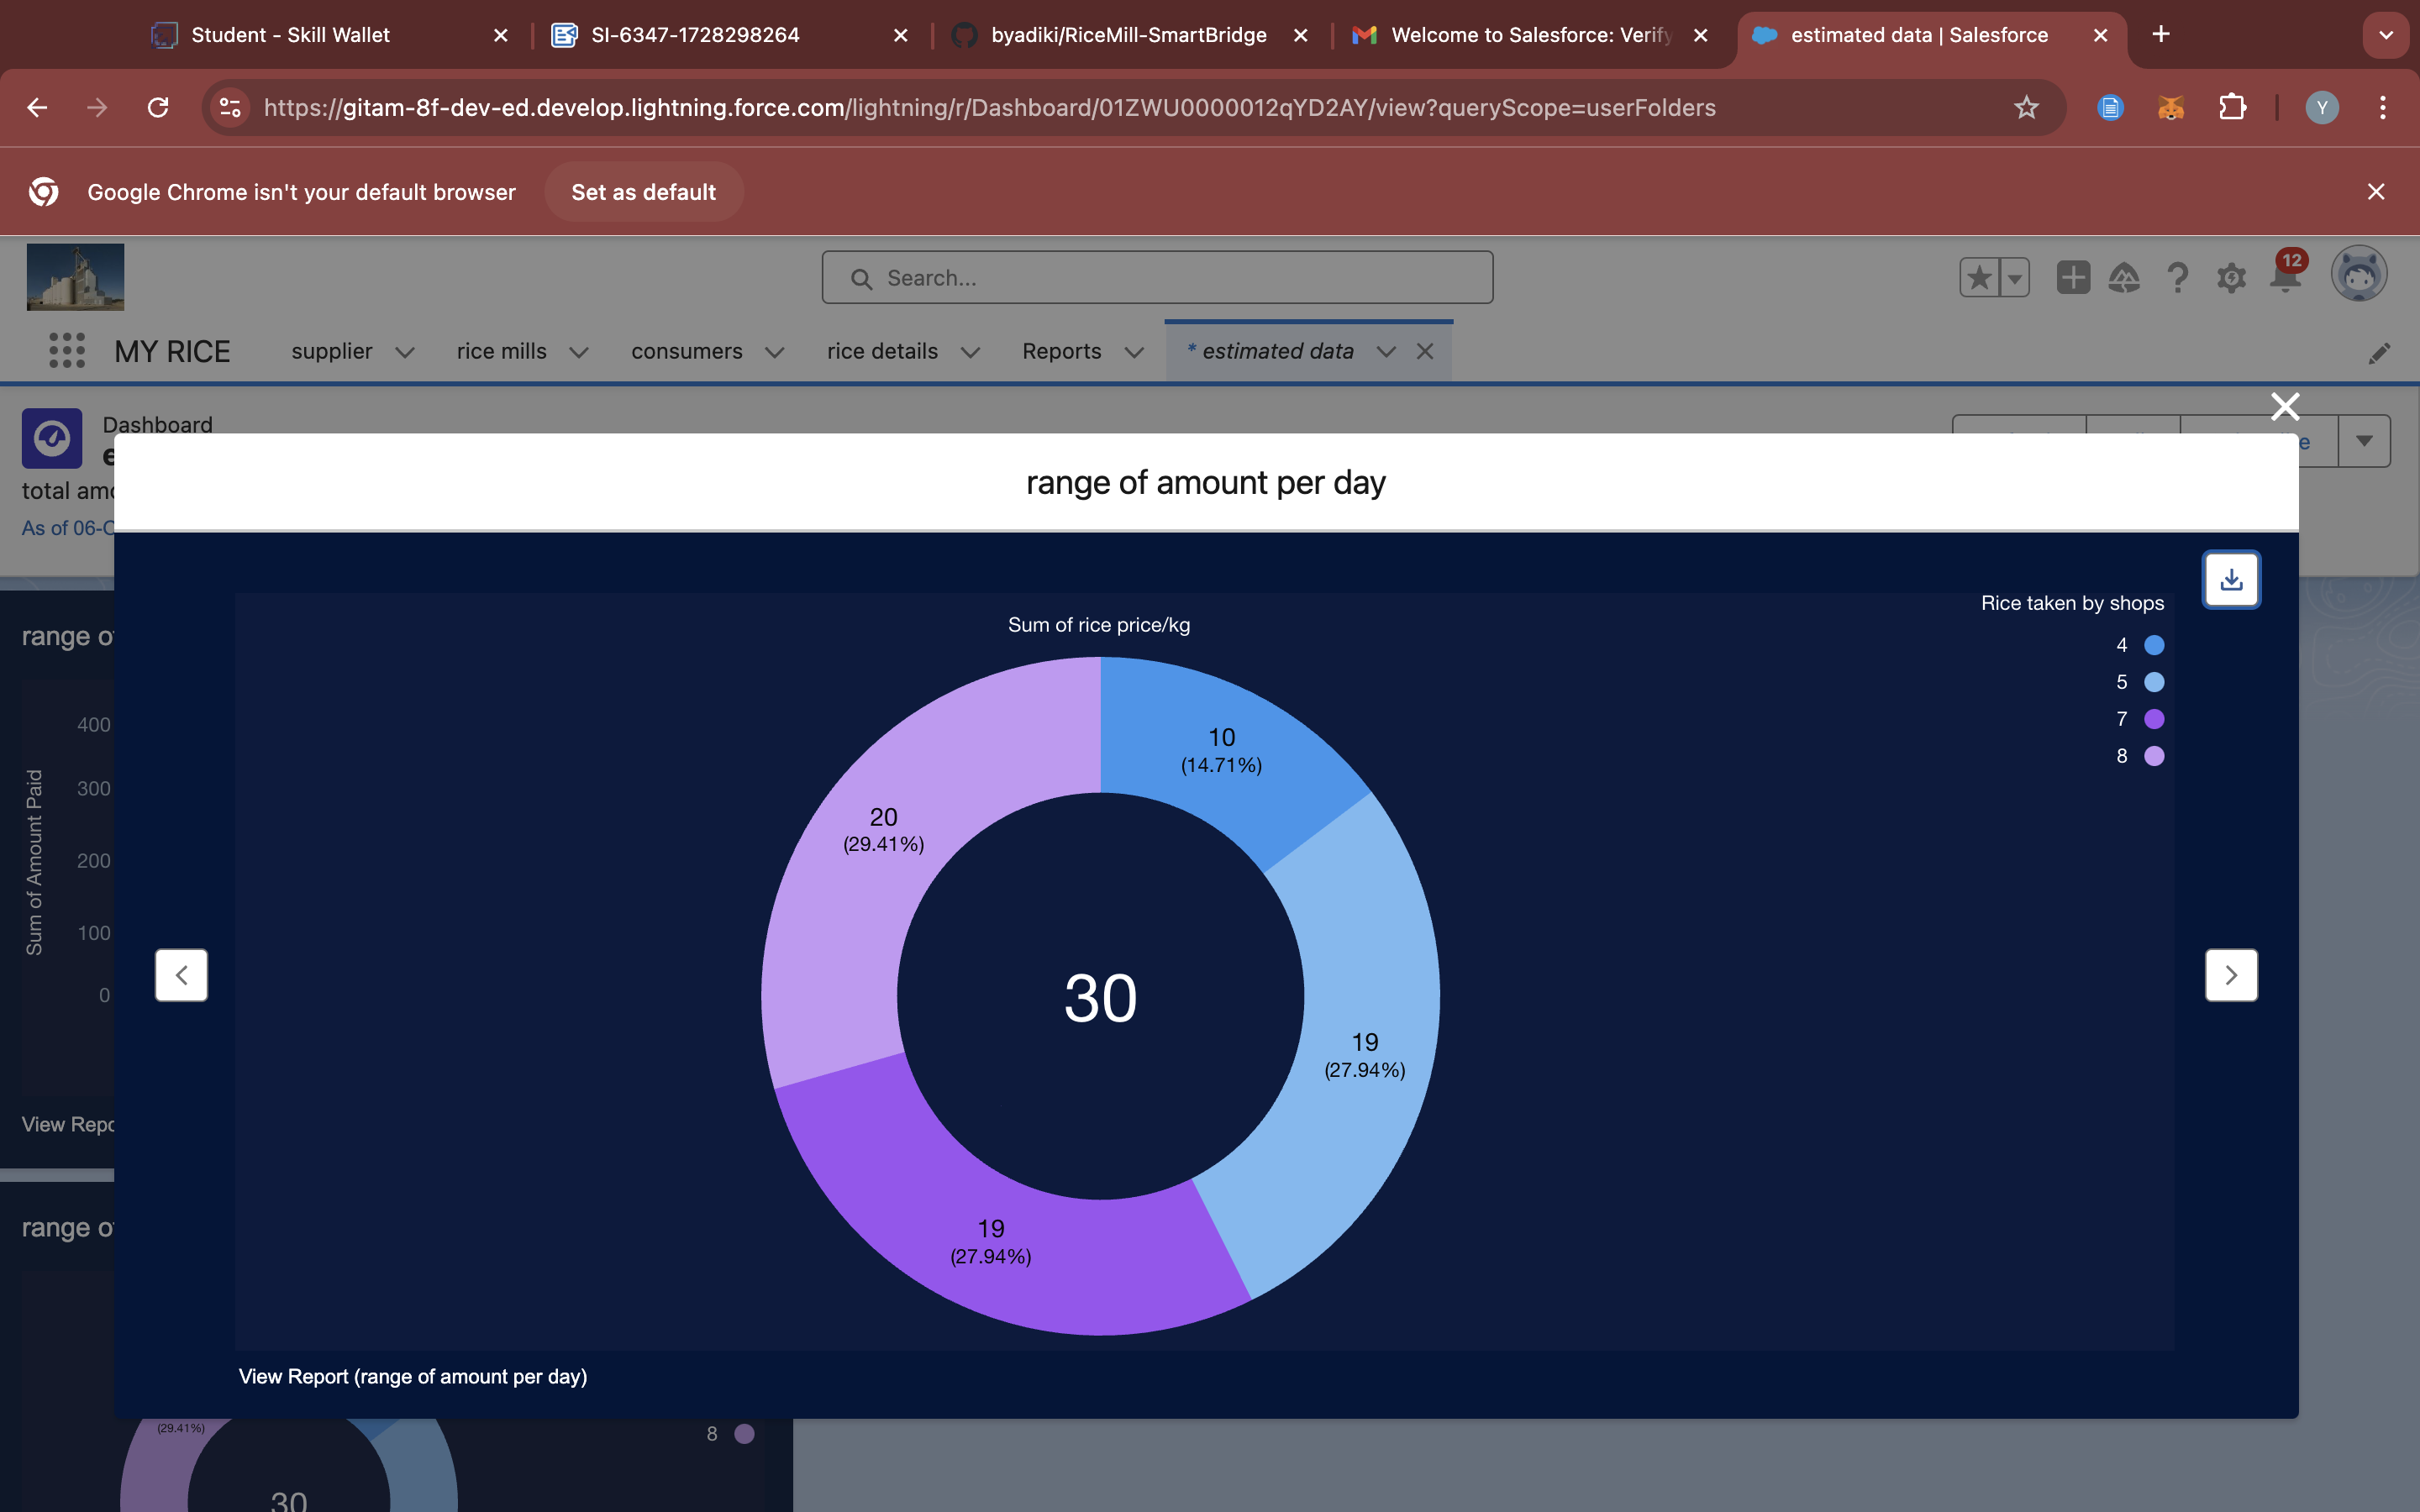 Student - Skill Wallet
SI-6347-1728298264
byadiki/RiceMill-SmartBridge
Welcome to Salesforce: Verify
estimated data | Salesforce
https://gitam-8f-dev-ed.develop.lightning.force.com/lightning/r/Dashboard/01ZWU0000012qYD2AY/view?queryScope=userFolders
Y
Google Chrome isn't your default browser
Set as default
Search...
12
MY RICE
supplier
rice mills
consumers
rice details
Reports
* estimated data
Dashboard
total amo
As of 06-O
range of amount per day
Rice taken by shops
4
5
7
8
Sum of rice price/kg
10
(14.71%)
20
(29.41%)
30
19
(27.94%)
19
(27.94%)
View Report (range of amount per day)
range of
400
300
200
100
0
Sum of Amount Paid
View Repo
range of
(29.41%)
8
30